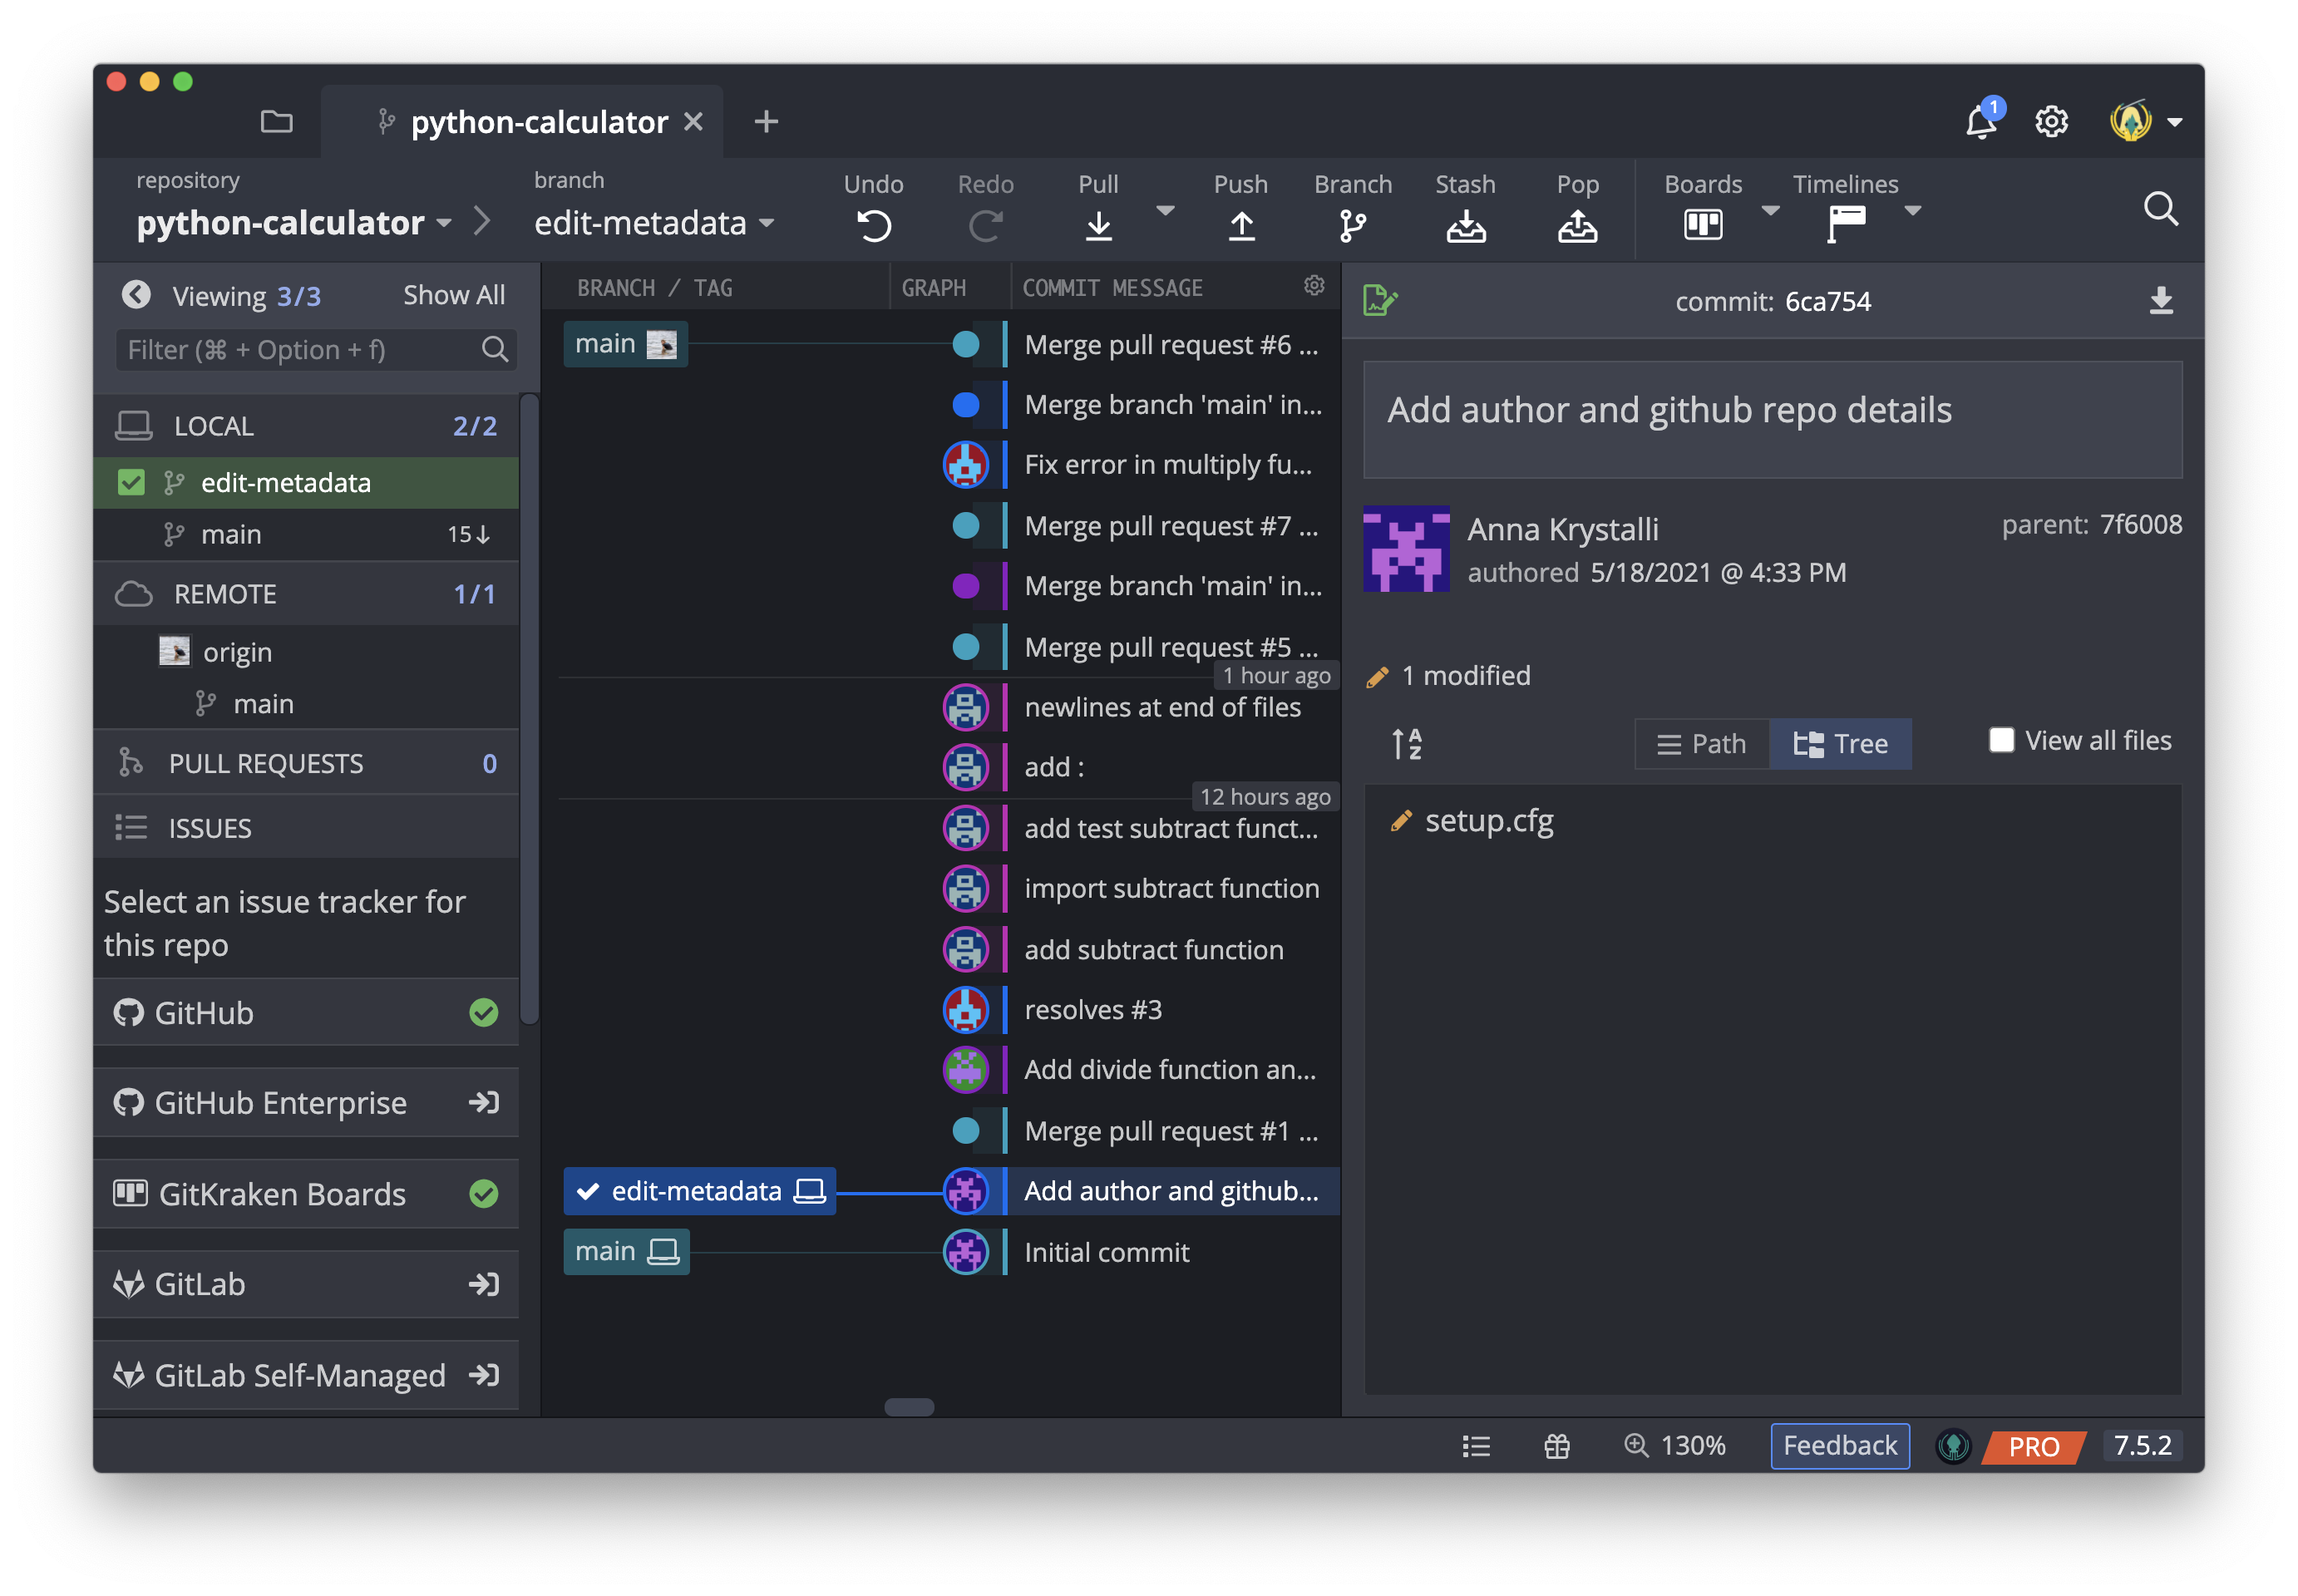 python-calculator
1
repository
python-calculator
branch
edit-metadata
Undo
Redo
Pull
Push
Branch
Stash
Pop
Boards
Timelines
Viewing 3/3
Show All
Filter (⌘ + Option + f)
LOCAL 2/2
edit-metadata
main 15↓
REMOTE 1/1
origin
main
PULL REQUESTS 0
ISSUES
Select an issue tracker for
this repo
GitHub
GitHub Enterprise
GitKraken Boards
GitLab
GitLab Self-Managed
BRANCH / TAG
GRAPH
COMMIT MESSAGE
main Merge pull request #6 ...
Merge branch 'main' in...
Fix error in multiply fu...
Merge pull request #7 ...
Merge branch 'main' in...
Merge pull request #5 ...
1 hour ago
newlines at end of files
add :
12 hours ago
add test subtract funct...
import subtract function
add subtract function
resolves #3
Add divide function an...
Merge pull request #1 ...
edit-metadata Add author and github...
main Initial commit
commit: 6ca754
Add author and github repo details
Anna Krystalli
parent: 7f6008
authored 5/18/2021 @ 4:33 PM
1 modified
A
Z
Path
Tree
View all files
setup.cfg
130%
Feedback
PRO
7.5.2